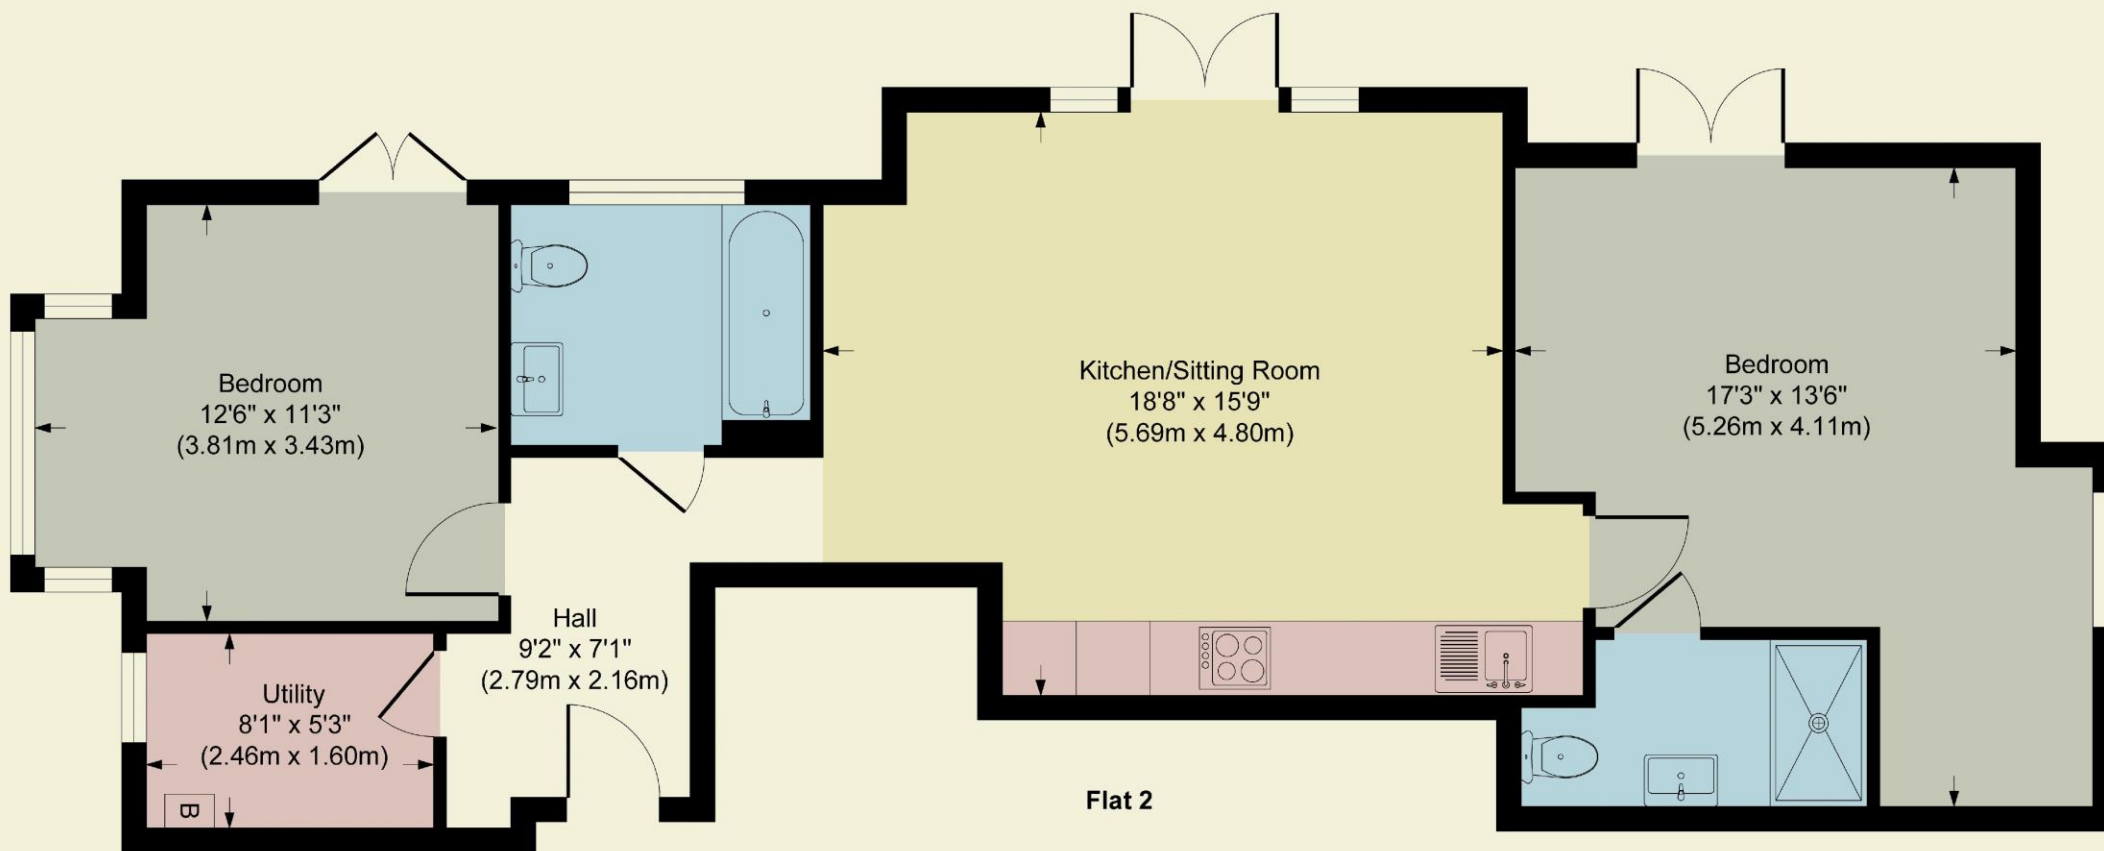 Bedroom
12'6" x 11'3"
(3.81m x 3.43m)
Kitchen/Sitting Room
18'8" x 15'9"
(5.69m x 4.80m)
Bedroom
17'3" x 13'6"
(5.26m x 4.11m)
Hall
9'2" x 7'1"
(2.79m x 2.16m)
Utility
8'1" x 5'3"
(2.46m x 1.60m)
B
Flat 2